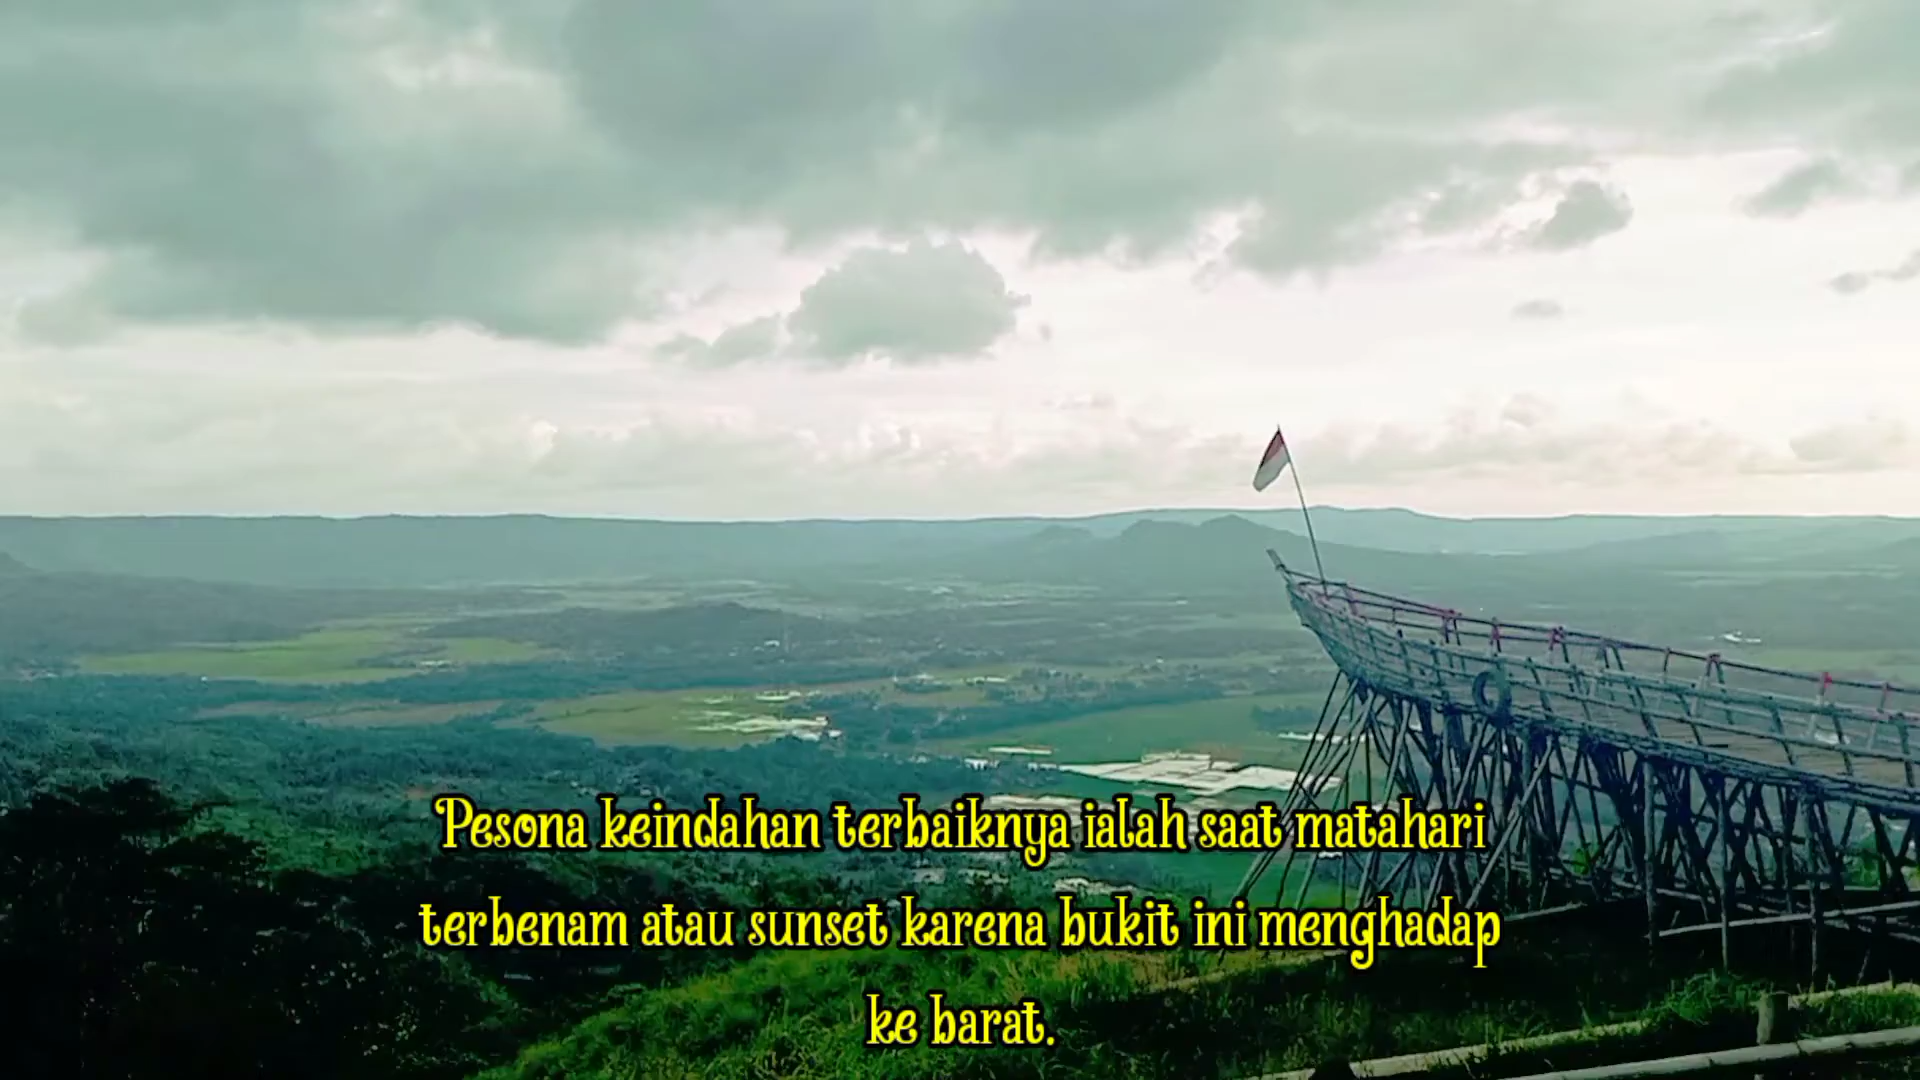 Pesona keindahan terbaiknya ialah saat matahari
terbenam atau sunset karena bukit ini menghadap
ke barat.